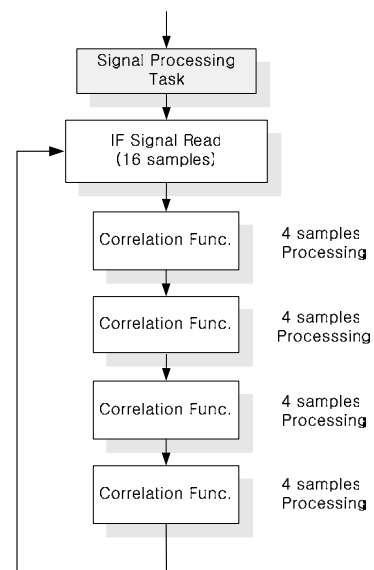 Signal Processing
Task
IF Signal Read
(16 samples)
Correlation Func.
4 samples
Processing
Correlation Func.
4 samples
Processsing
Correlation Func.
4 samples
Processing
Correlation Func.
4 samples
Processing